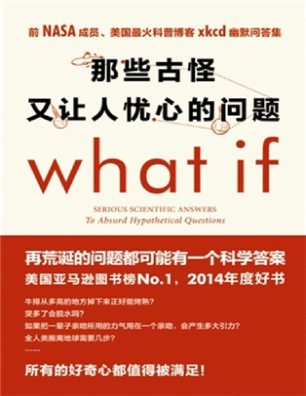 前 NASA 成员、美国最火科普博客 xkcd 幽默问答集
那些古怪
又让人忧心的问题
what if
SERIOUS SCIENTIFIC ANSWERS
To Absurd Hypothetical Questions
再荒诞的问题都可能有一个科学答案
美国亚马逊图书榜No.1，2014年度好书
牛排从多高的地方掉下来正好能烤熟？
哭多了会脱水吗？
如果把一辈子亲吻所用的力气用在一个亲吻，会产生多大引力？
全人类搬离地球需要几步？
……
所有的好奇心都值得被满足！